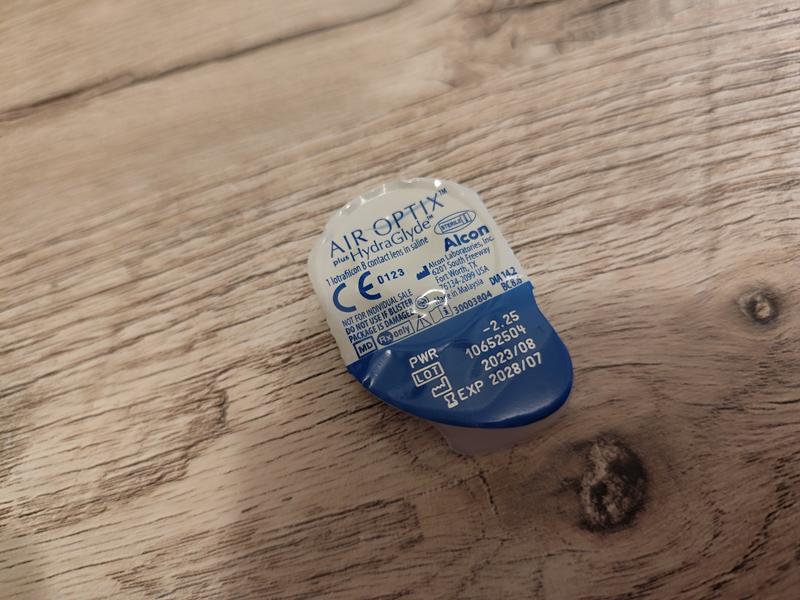 AIR OPTIX™
plus HydraGlyde™
1 lotrafilcon B contact lens in saline
CE 0123
STERILE
Alcon
Alcon Laboratories, Inc.
6201 South Freeway
Fort Worth, TX
76134-2099 USA
Made in Malaysia
DIA 14.2
BC 8.6
NOT FOR INDIVIDUAL SALE
DO NOT USE IF BLISTER
PACKAGE IS DAMAGED
MD Rx only
30003804
PWR -2.25
LOT 10652504
2023/08
EXP 2028/07